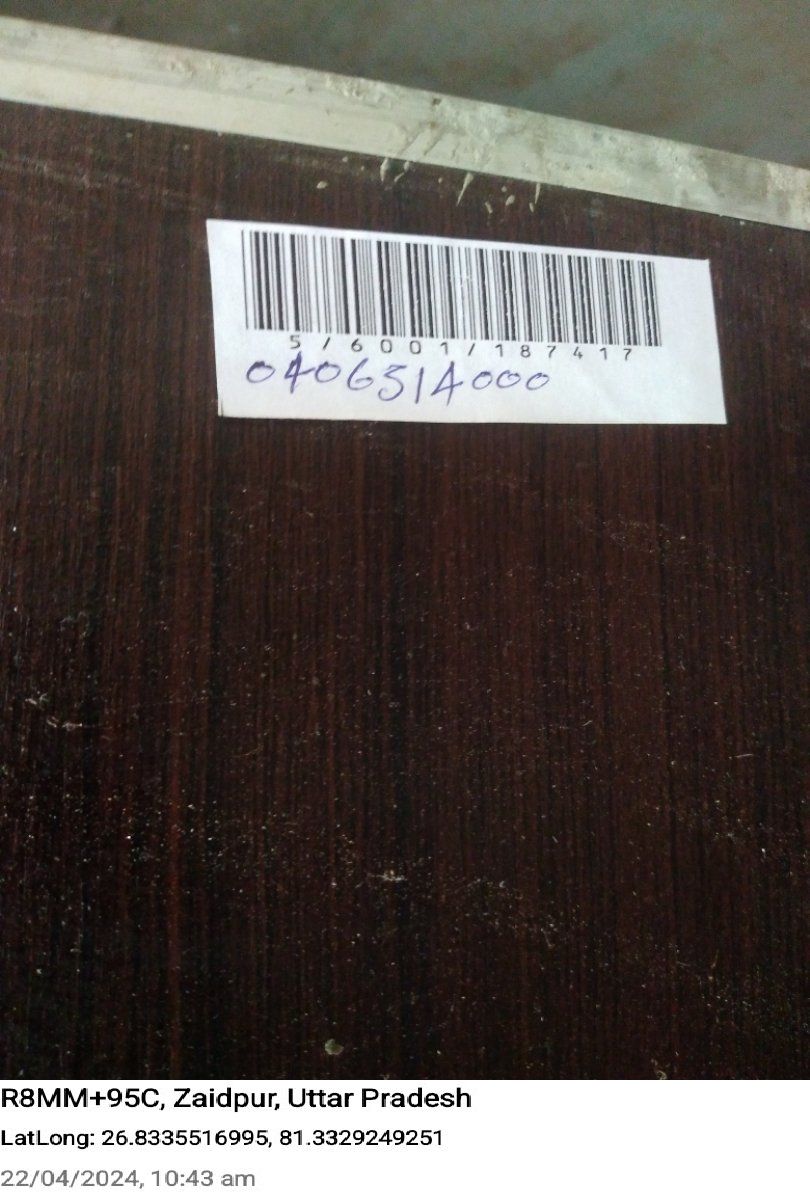 5/6001/187417
0406514000
R8MM+95C, Zaidpur, Uttar Pradesh
LatLong: 26.8335516995, 81.3329249251
22/04/2024, 10:43 am